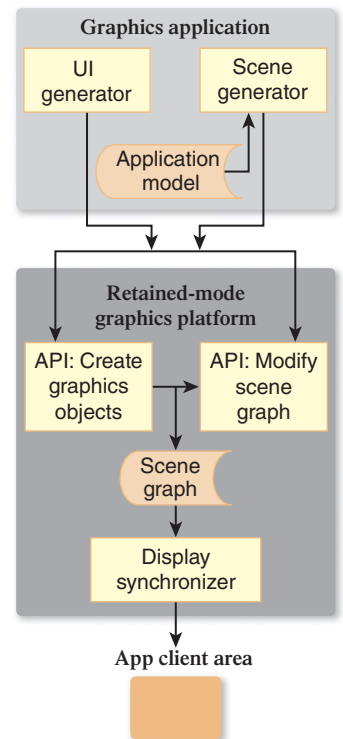 Graphics application
UI
generator
Scene
generator
Application
model
Retained-mode
graphics platform
API: Create
graphics
objects
API: Modify
scene
graph
Scene
graph
Display
synchronizer
App client area